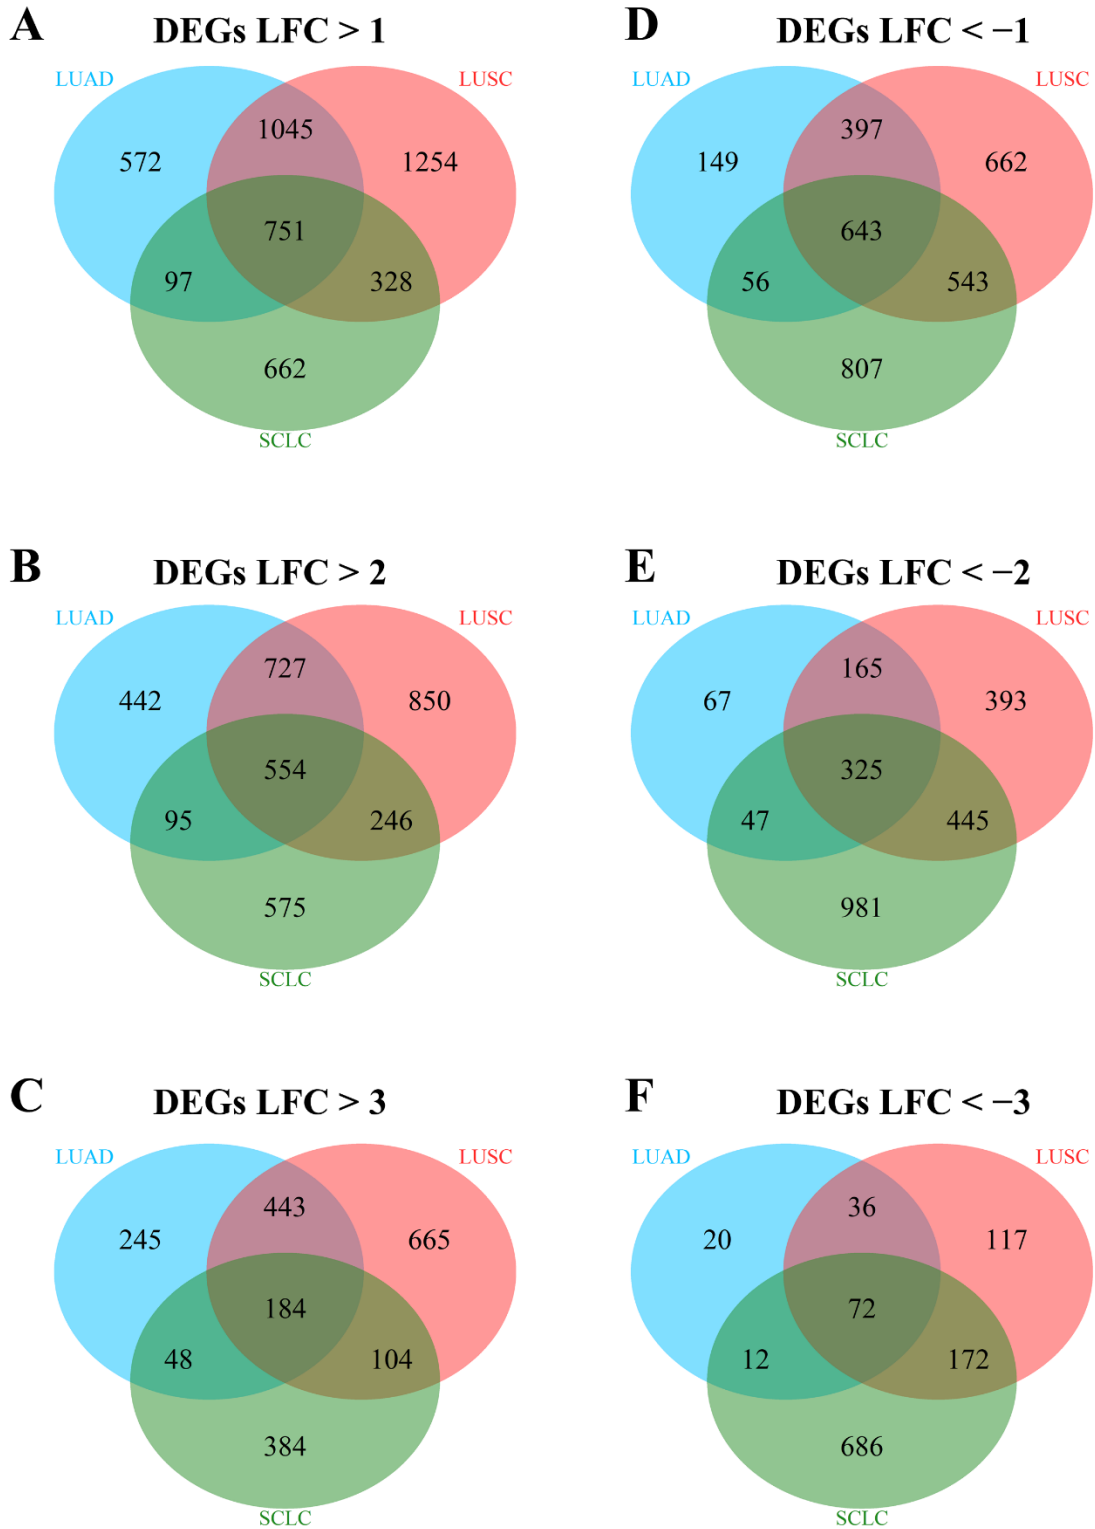 A
DEGs LFC > 1
LUAD
LUSC
1045
572
1254
751
97
328
662
SCLC
D
DEGs LFC < −1
LUAD
LUSC
397
149
662
643
56
543
807
SCLC
B
DEGs LFC > 2
LUAD
LUSC
727
442
850
554
95
246
575
SCLC
E
DEGs LFC < −2
LUAD
LUSC
165
67
393
325
47
445
981
SCLC
C
DEGs LFC > 3
LUAD
LUSC
443
245
665
184
48
104
384
SCLC
F
DEGs LFC < −3
LUAD
LUSC
36
20
117
72
12
172
686
SCLC